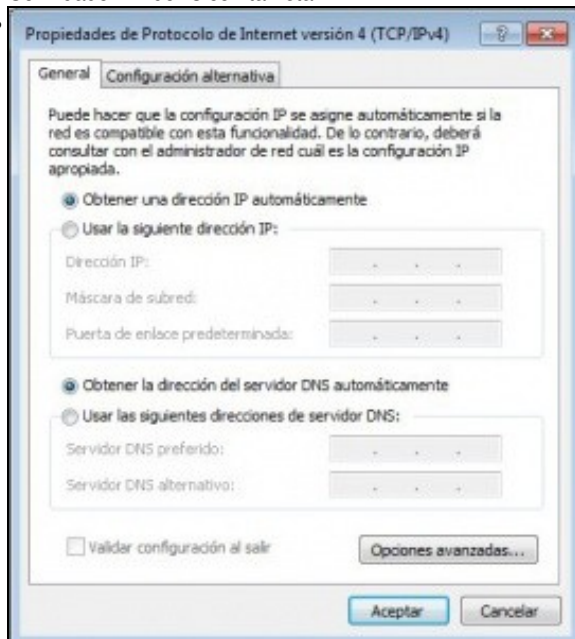 Propiedades de Protocolo de Internet versión 4 (TCP/IPv4)
General
Configuración alternativa
Puede hacer que la configuración IP se asigne automáticamente si la
red es compatible con esta funcionalidad. De lo contrario, deberá
consultar con el administrador de red cuál es la configuración IP
apropiada.
Obtener una dirección IP automáticamente
Usar la siguiente dirección IP:
Dirección IP:
Máscara de subred:
Puerta de enlace predeterminada:
Obtener la dirección del servidor DNS automáticamente
Usar las siguientes direcciones de servidor DNS:
Servidor DNS preferido:
Servidor DNS alternativo:
Validar configuración al salir
Opciones avanzadas...
Aceptar
Cancelar